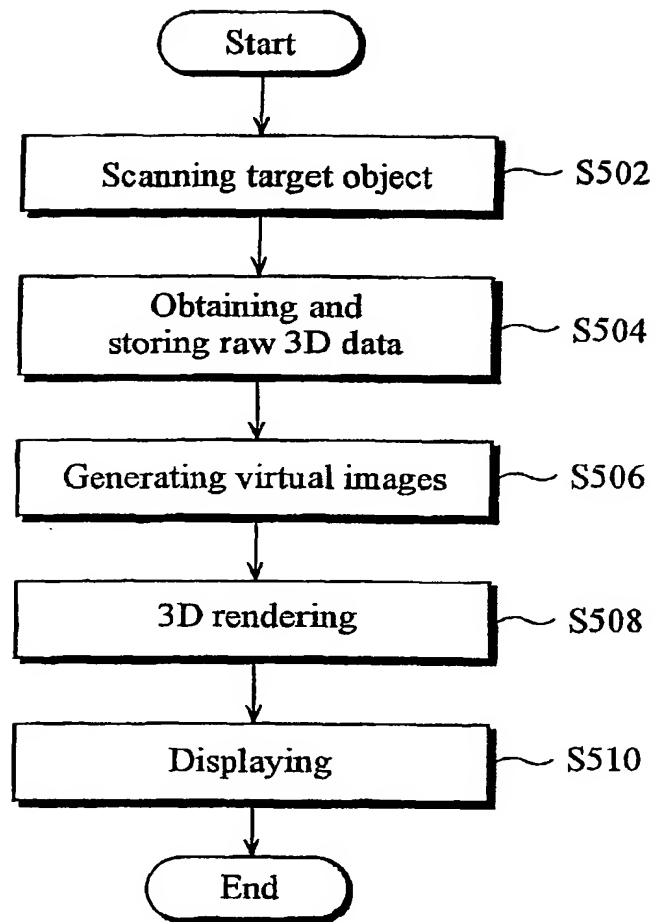 Start
Scanning target object
S502
Obtaining and
storing raw 3D data
S504
Generating virtual images
S506
3D rendering
S508
Displaying
S510
End